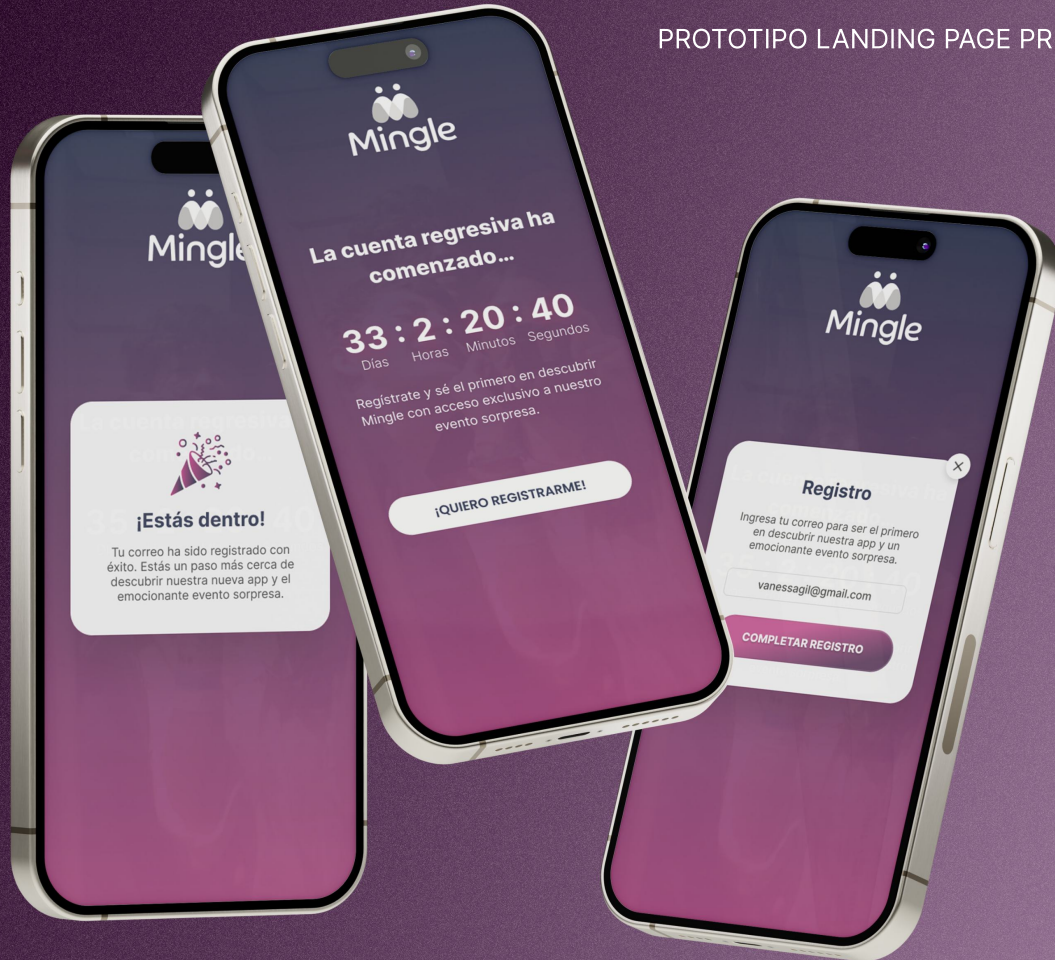 PROTOTIPO LANDING PAGE PR
Mingle
¡Estás dentro!
Tu correo ha sido registrado con
éxito. Estás un paso más cerca de
descubrir nuestra nueva app y el
emocionante evento sorpresa.
Mingle
La cuenta regresiva ha
comenzado...
33 : 2 : 20 : 40
Días Horas Minutos Segundos
Regístrate y sé el primero en descubrir
Mingle con acceso exclusivo a nuestro
evento sorpresa.
¡QUIERO REGISTRARME!
Mingle
Registro
Ingresa tu correo para ser el primero
en descubrir nuestra app y un
emocionante evento sorpresa.
vanessagil@gmail.com
COMPLETAR REGISTRO